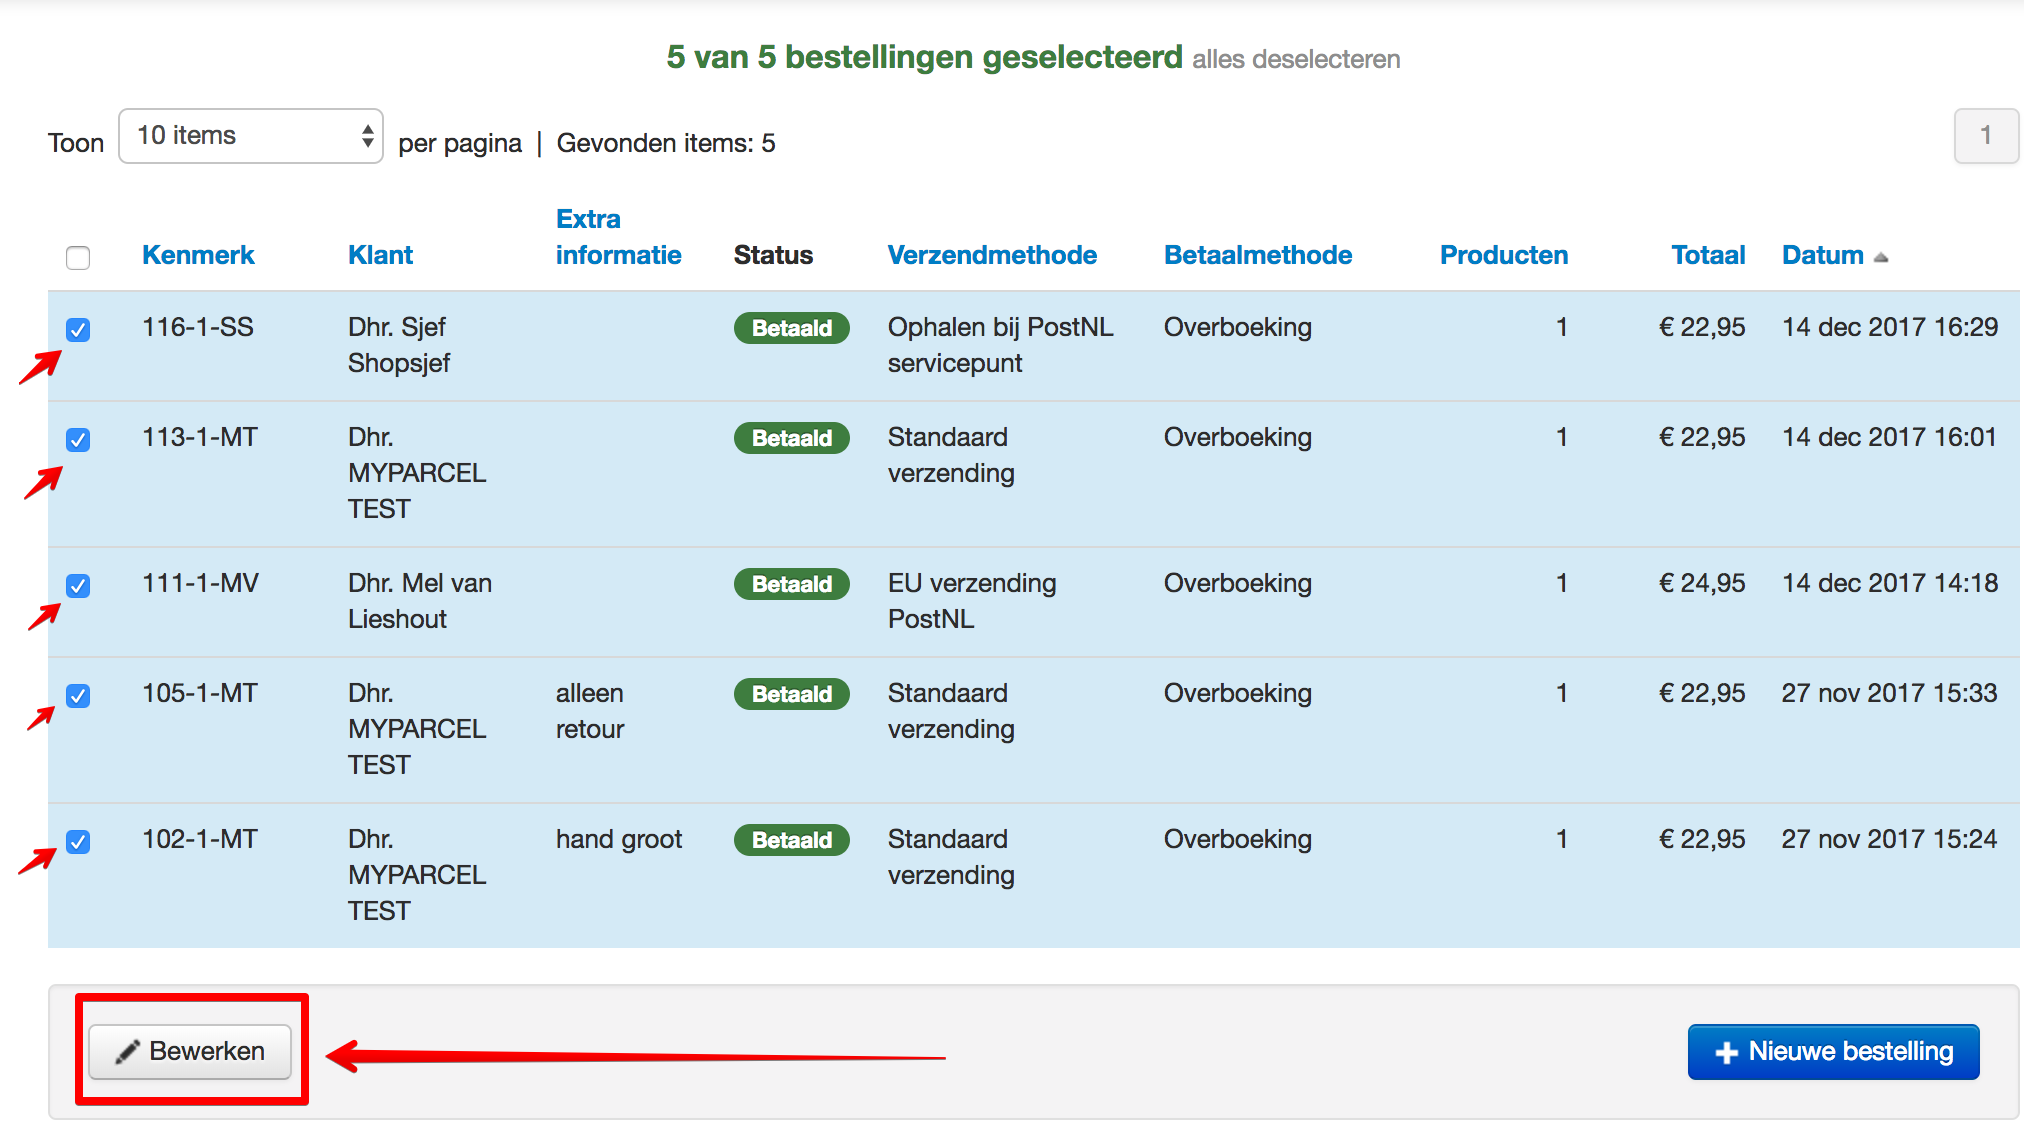 5 van 5 bestellingen geselecteerd alles deselecteren
Toon 10 items per pagina | Gevonden items: 5 1
Extra
Kenmerk Klant informatie Status Verzendmethode Betaalmethode Producten Totaal Datum
116-1-SS Dhr. Sjef Betaald Ophalen bij PostNL Overboeking 1 € 22,95 14 dec 2017 16:29
Shopsjef servicepunt
113-1-MT Dhr. Betaald Standaard Overboeking 1 € 22,95 14 dec 2017 16:01
MYPARCEL verzending
TEST
111-1-MV Dhr. Mel van Betaald EU verzending Overboeking 1 € 24,95 14 dec 2017 14:18
Lieshout PostNL
105-1-MT Dhr. alleen Betaald Standaard Overboeking 1 € 22,95 27 nov 2017 15:33
MYPARCEL retour verzending
TEST
102-1-MT Dhr. hand groot Betaald Standaard Overboeking 1 € 22,95 27 nov 2017 15:24
MYPARCEL verzending
TEST
Bewerken Nieuwe bestelling